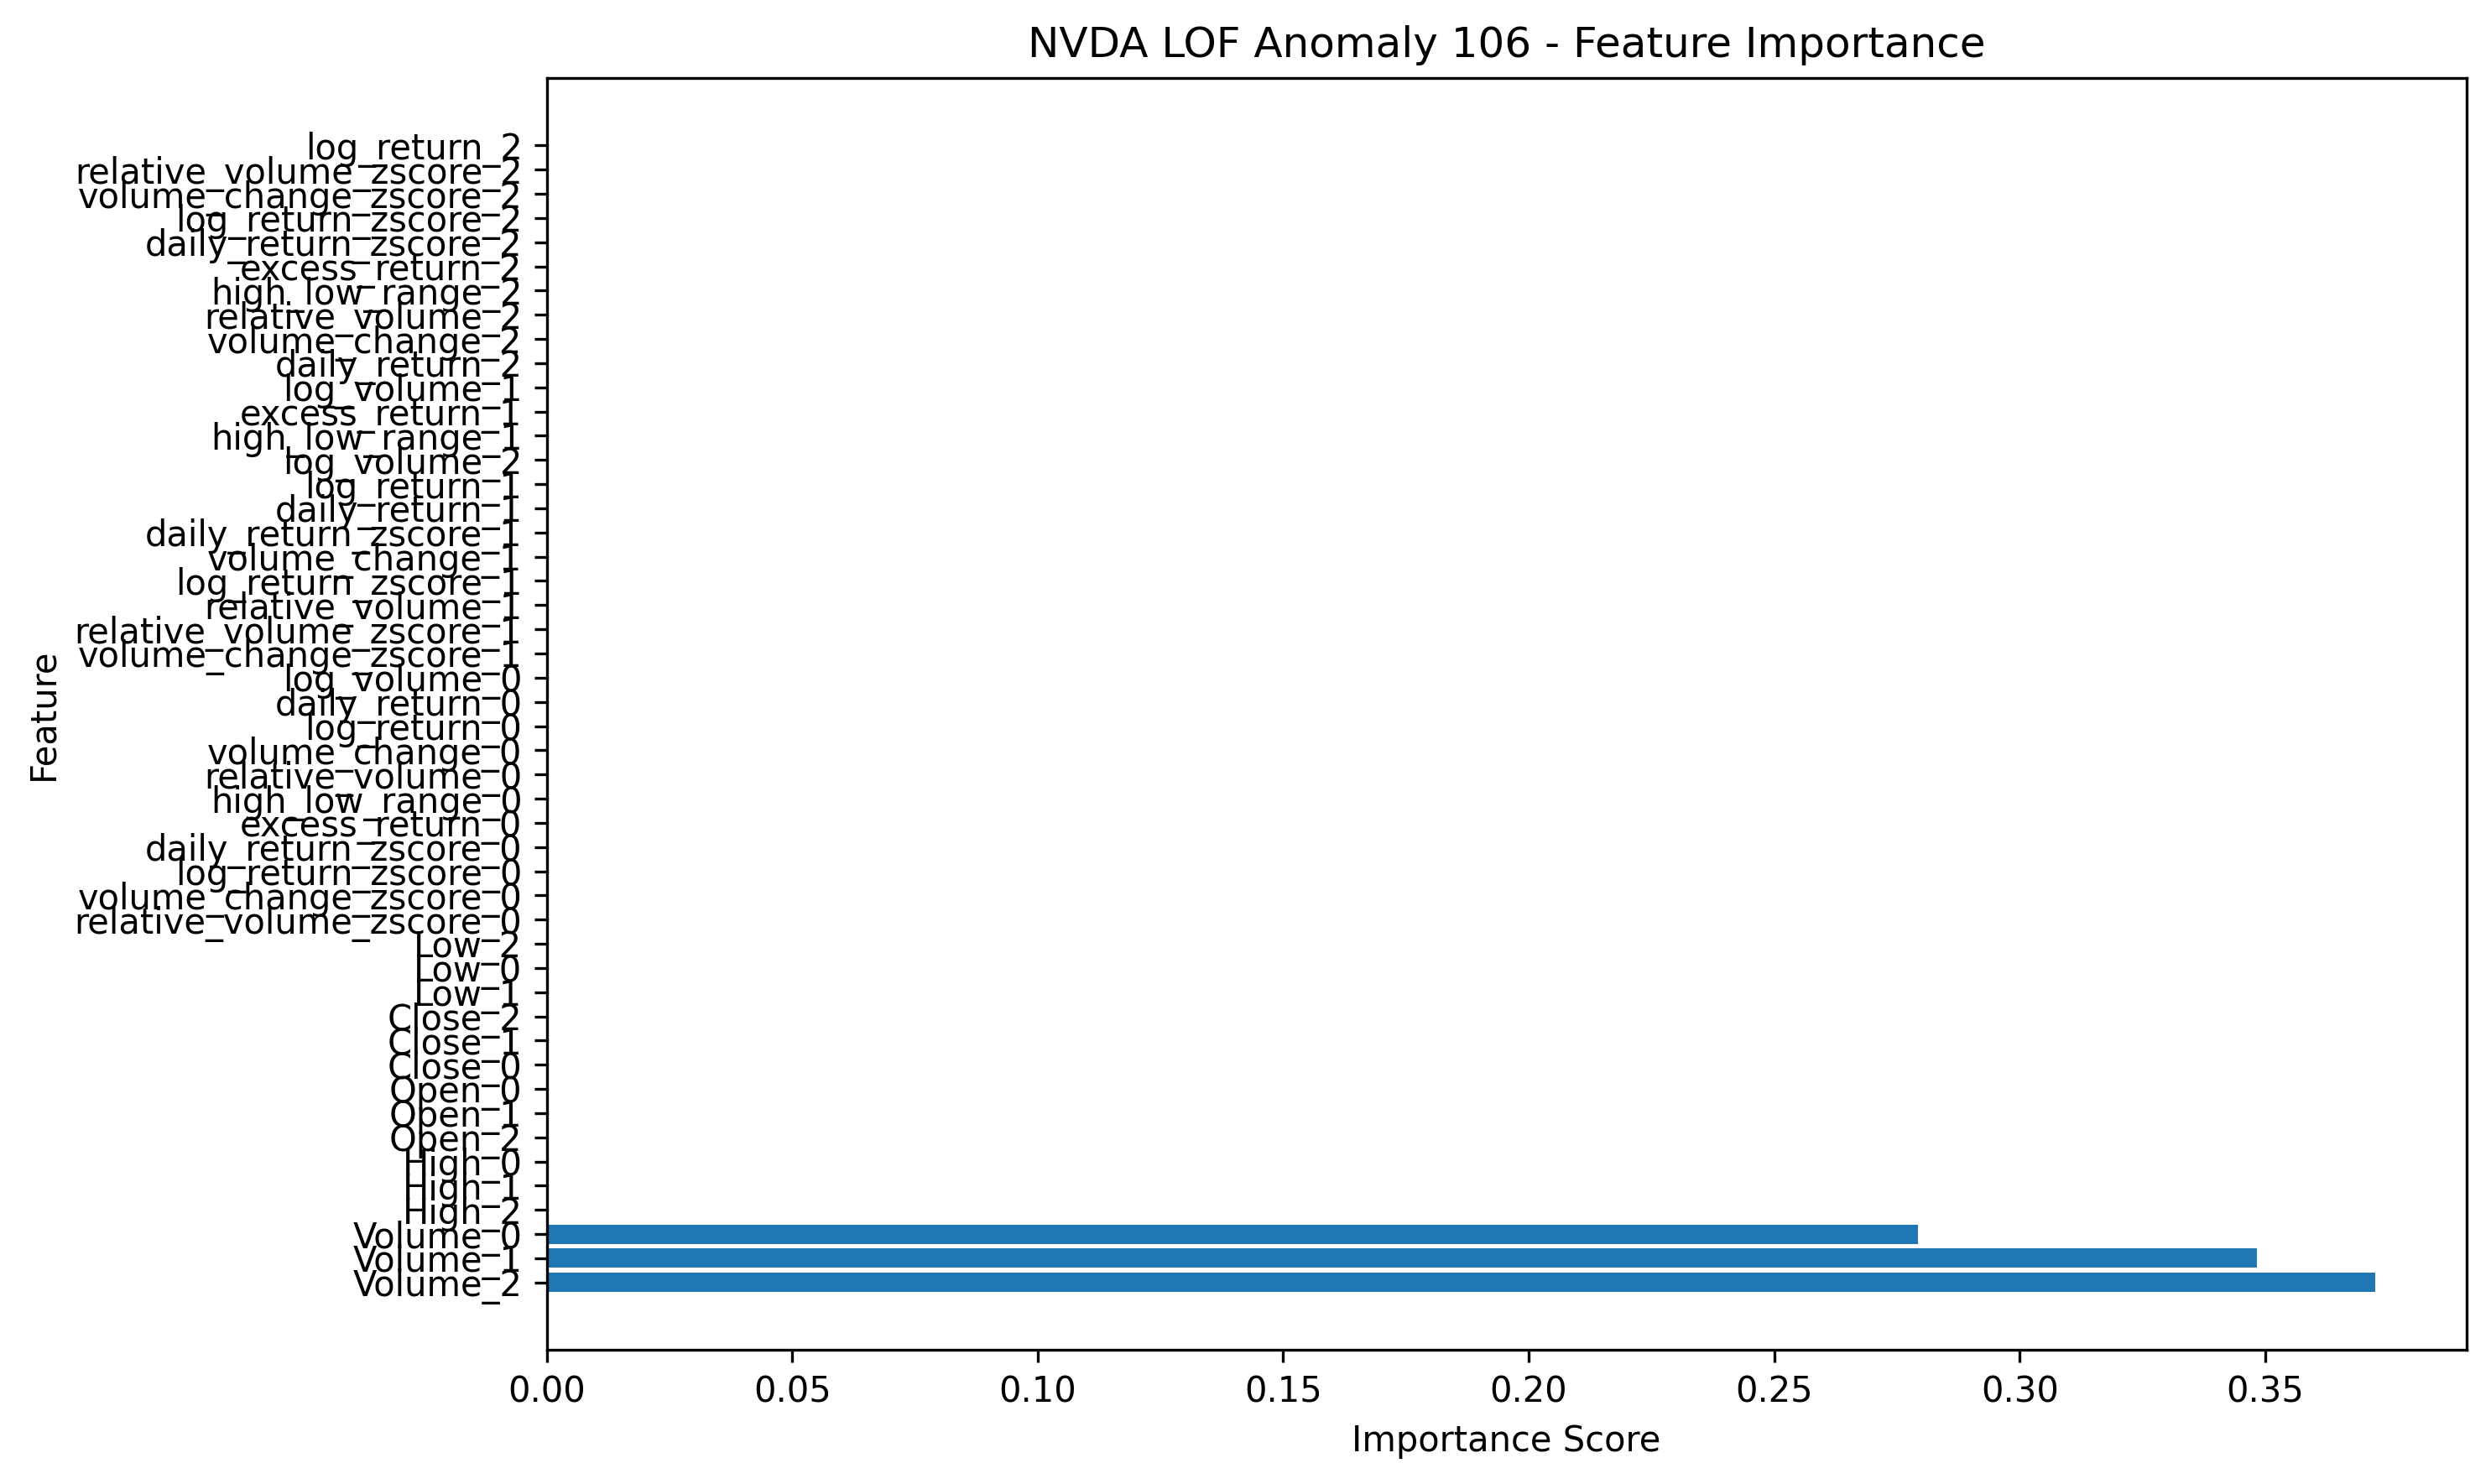 NVDA LOF Anomaly 106 - Feature Importance
log_return_2
relative_volume_zscore_2
volume_change_zscore_2
log_return_zscore_2
daily_return_zscore_2
excess_return_2
high_low_range_2
relative_volume_2
volume_change_2
daily_return_2
log_volume_1
excess_return_1
high_low_range_1
log_volume_2
log_return_1
daily_return_1
daily_return_zscore_1
volume_change_1
log_return_zscore_1
relative_volume_1
relative_volume_zscore_1
volume_change_zscore_1
log_volume_0
daily_return_0
log_return_0
volume_change_0
relative_volume_0
high_low_range_0
excess_return_0
daily_return_zscore_0
log_return_zscore_0
volume_change_zscore_0
relative_volume_zscore_0
Low_2
Low_0
Low_1
Close_2
Close_1
Close_0
Open_0
Open_1
Open_2
High_0
High_1
High_2
Volume_0
Volume_1
Volume_2
Feature
0.00 0.05 0.10 0.15 0.20 0.25 0.30 0.35
Importance Score